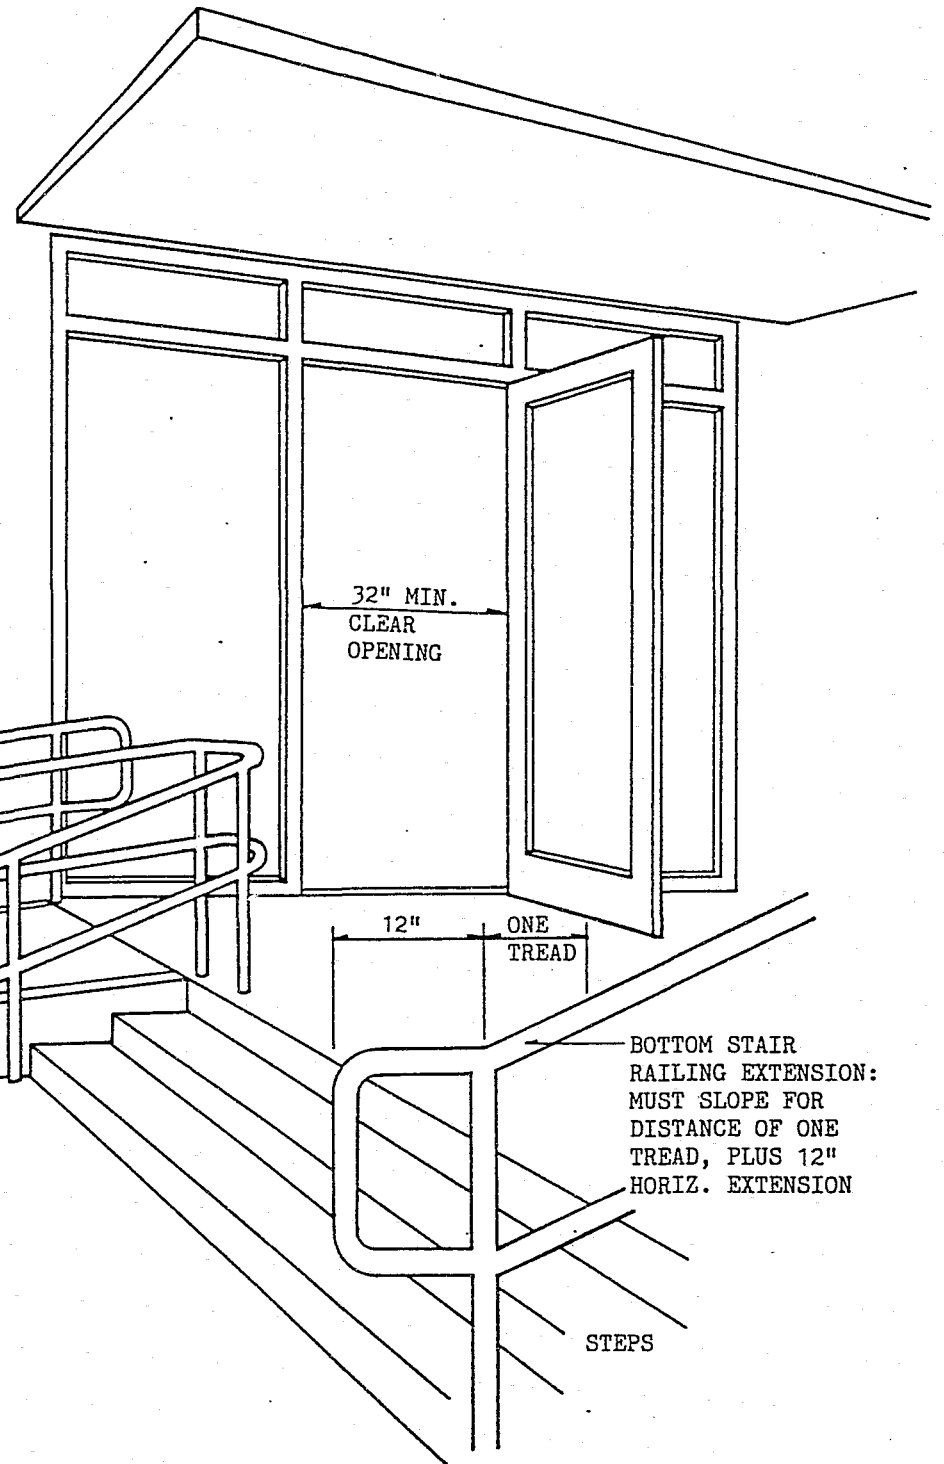 32" MIN.
CLEAR
OPENING
12"
ONE
TREAD
BOTTOM STAIR
RAILING EXTENSION:
MUST SLOPE FOR
DISTANCE OF ONE
TREAD, PLUS 12"
HORIZ. EXTENSION
STEPS